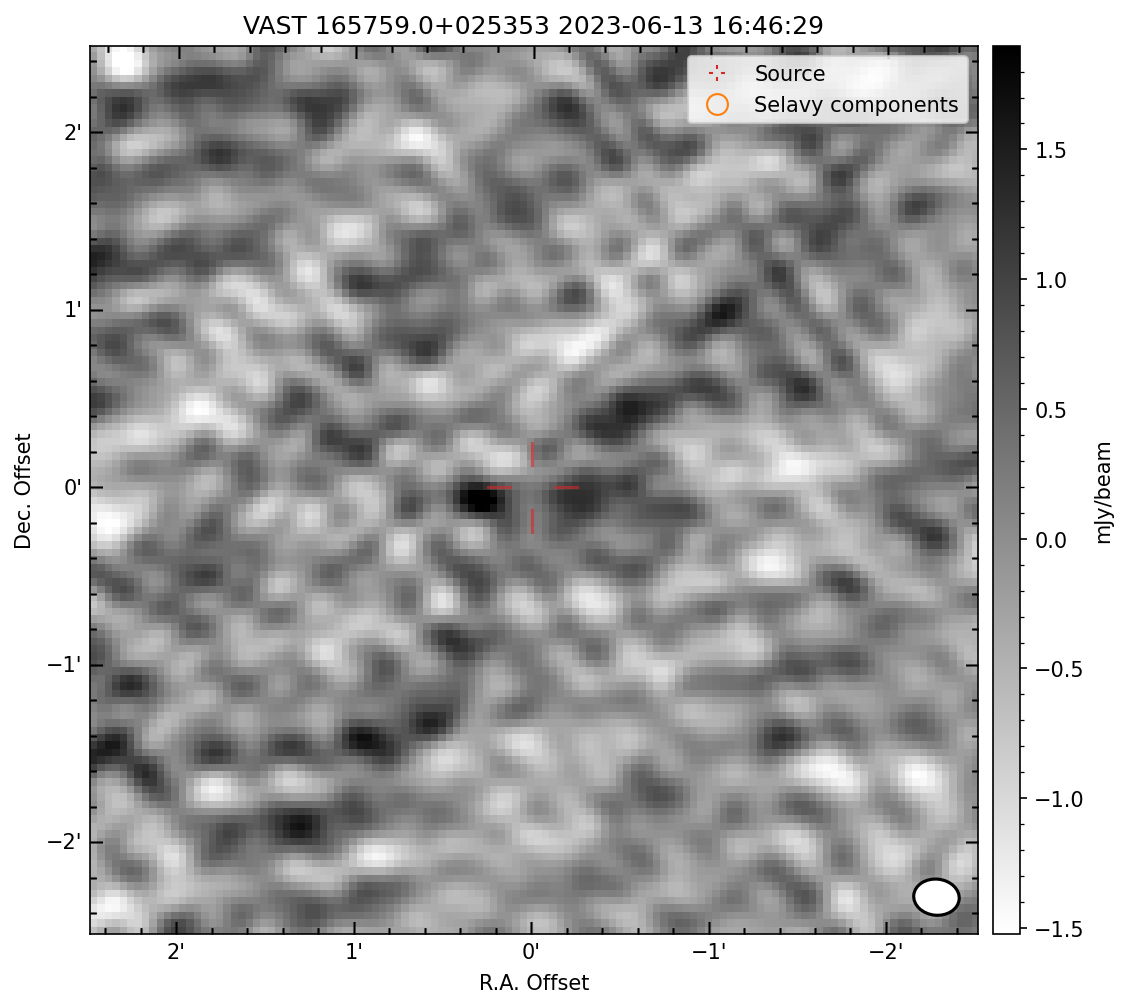 VAST 165759.0+025353 2023-06-13 16:46:29
Source
Selavy components
2'
1'
0'
−1'
−2'
Dec. Offset
2'
1'
0'
−1'
−2'
R.A. Offset
1.5
1.0
0.5
0.0
−0.5
−1.0
−1.5
mJy/beam